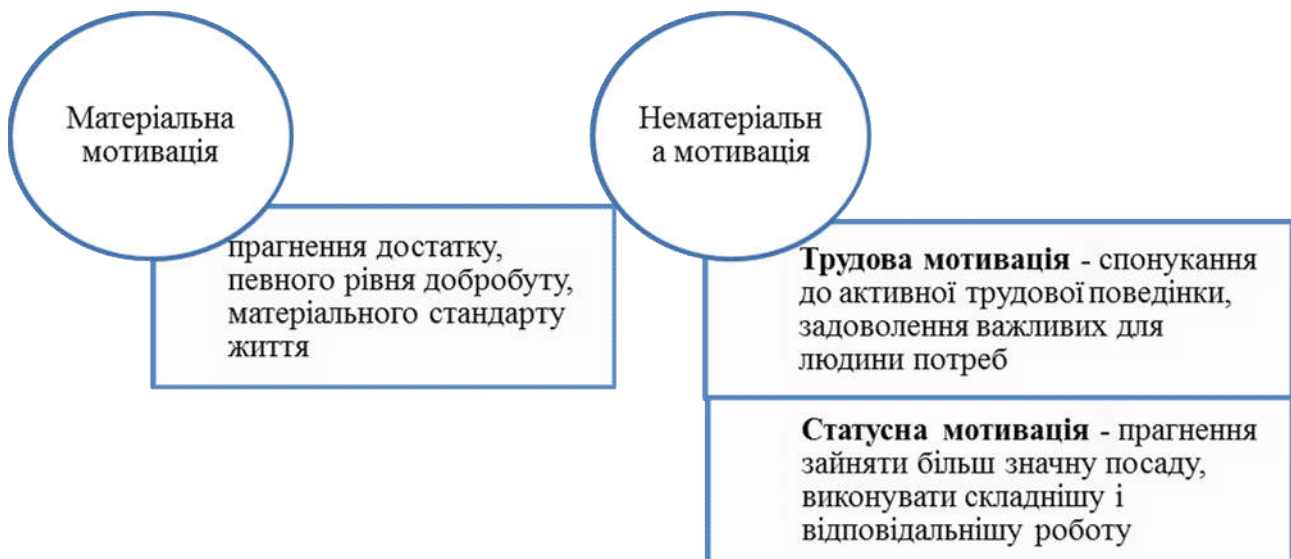 Матеріальна
мотивація
прагнення достатку,
певного рівня добробуту,
матеріального стандарту
життя
Нематеріальн
а мотивація
Трудова мотивація - спонукання
до активної трудової поведінки,
задоволення важливих для
людини потреб
Статусна мотивація - прагнення
зайняти більш значну посаду,
виконувати складнішу і
відповідальнішу роботу